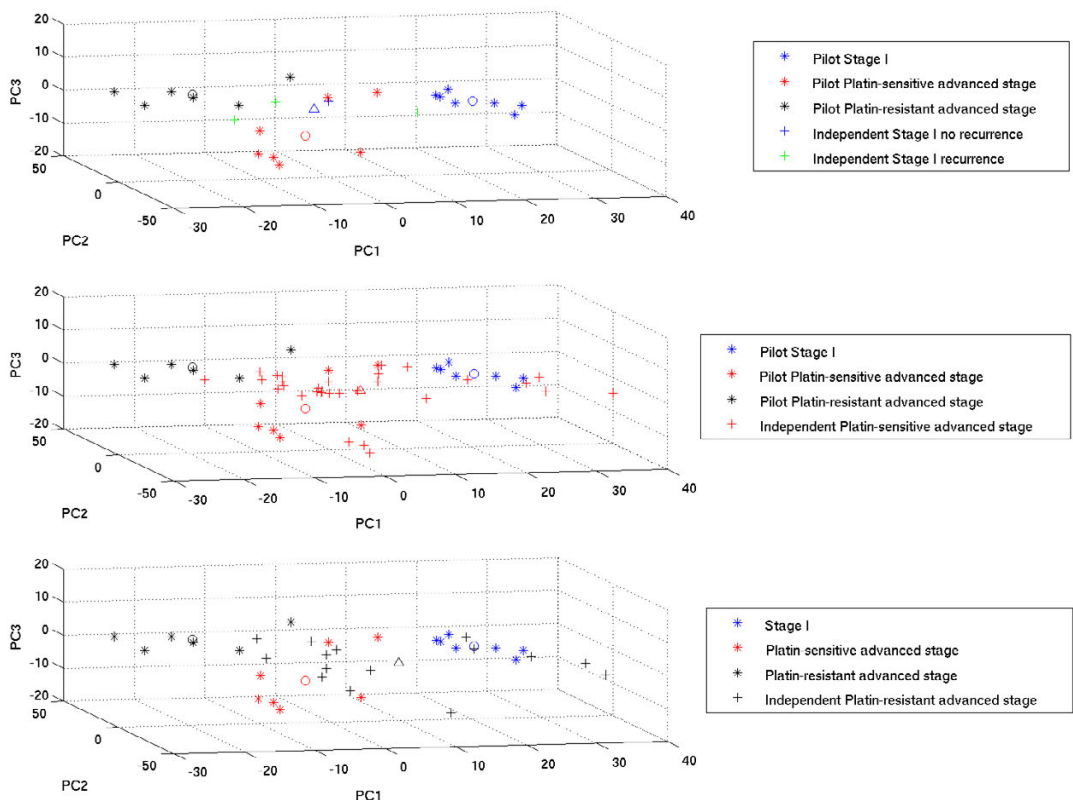 20
10
0
-10
-20
PC3
50
0
-50
PC2
-30
-20
-10
0
10
20
30
40
PC1
Pilot Stage I
Pilot Platin-sensitive advanced stage
Pilot Platin-resistant advanced stage
Independent Stage I no recurrence
Independent Stage I recurrence
20
10
0
-10
-20
PC3
50
0
-50
PC2
-30
-20
-10
0
10
20
30
40
PC1
Pilot Stage I
Pilot Platin-sensitive advanced stage
Pilot Platin-resistant advanced stage
Independent Platin-sensitive advanced stage
20
10
0
-10
-20
PC3
50
0
-50
PC2
-30
-20
-10
0
10
20
30
40
PC1
Stage I
Platin-sensitive advanced stage
Platin-resistant advanced stage
Independent Platin-resistant advanced stage